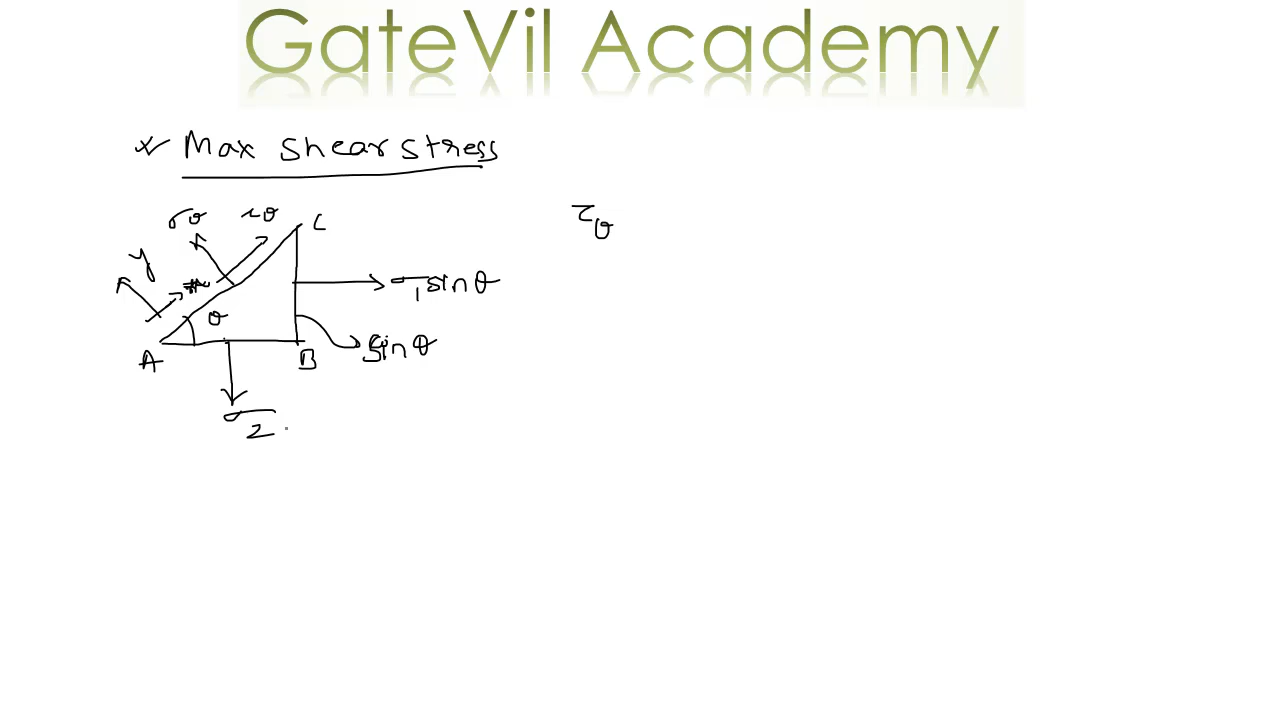 GateVil Academy
Max shear stress
σθ
τθ
C
τθ
y
x
σ1 sinθ
θ
sinθ
A
B
σ2